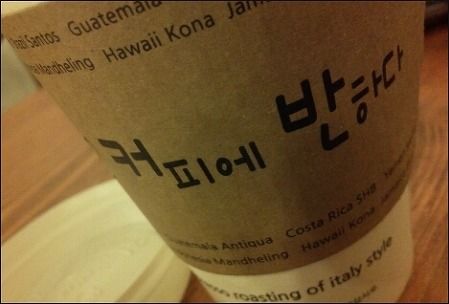 Santos Guatemala
Mandheling Hawaii Kona Jam
커피에 반하다
Guatemala Antiqua Costa Rica SHB
Mandheling Hawaii Kona
roasting of italy style